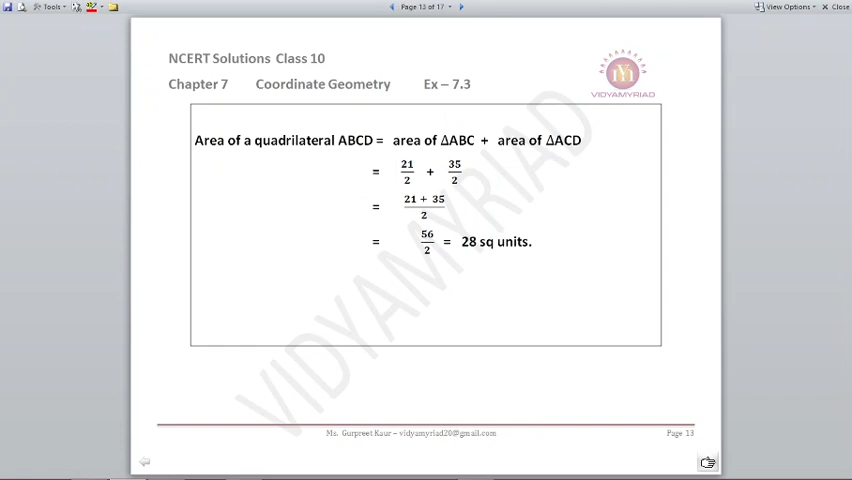 Tools
Page 13 of 17
View Options
Close
NCERT Solutions Class 10
Chapter 7 Coordinate Geometry Ex – 7.3
VIDYAMYRIAD
Area of a quadrilateral ABCD = area of ΔABC + area of ΔACD
= 21/2 + 35/2
= 21 + 35/2
= 56/2 = 28 sq units.
VIDYAMYRIAD
Ms. Gurpreet Kaur – vidyamyriad20@gmail.com
Page 13